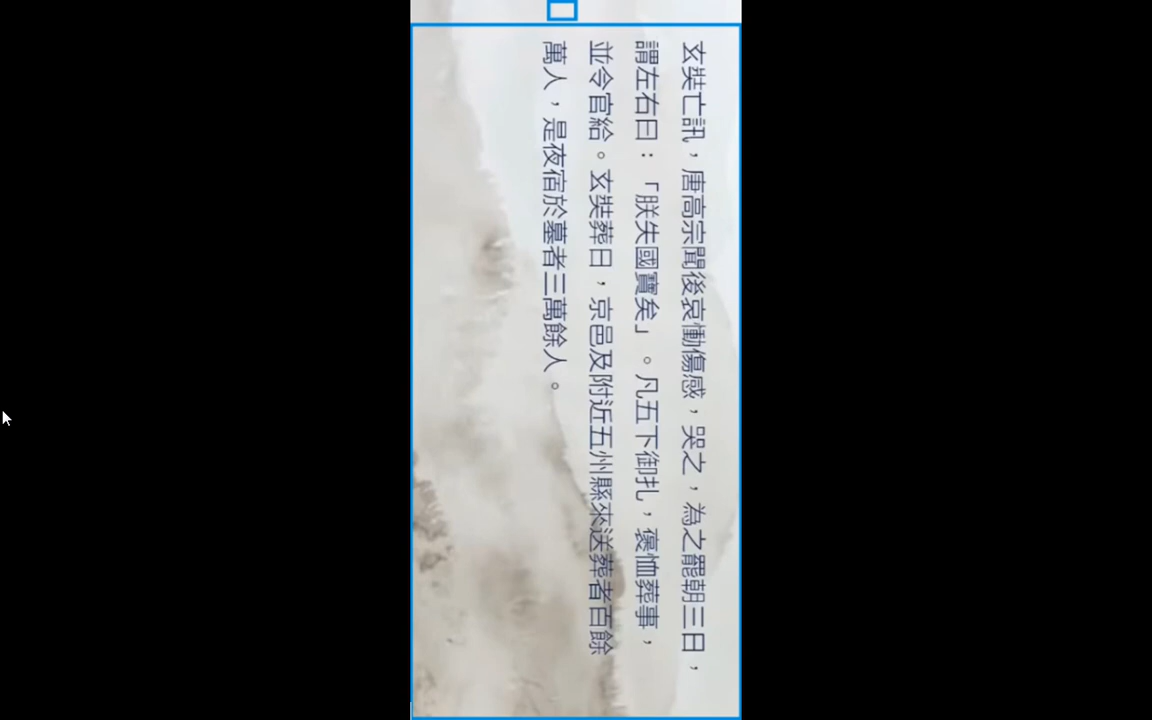 玄奘亡訊，唐高宗聞後哀慟傷感，哭之，為之罷朝三日，
謂左右曰：「朕失國寶矣」。凡五下御扎，褒恤葬事，
並令官給。玄奘葬日，京邑及附近五州縣來送葬者百餘
萬人，是夜宿於墓者三萬餘人。